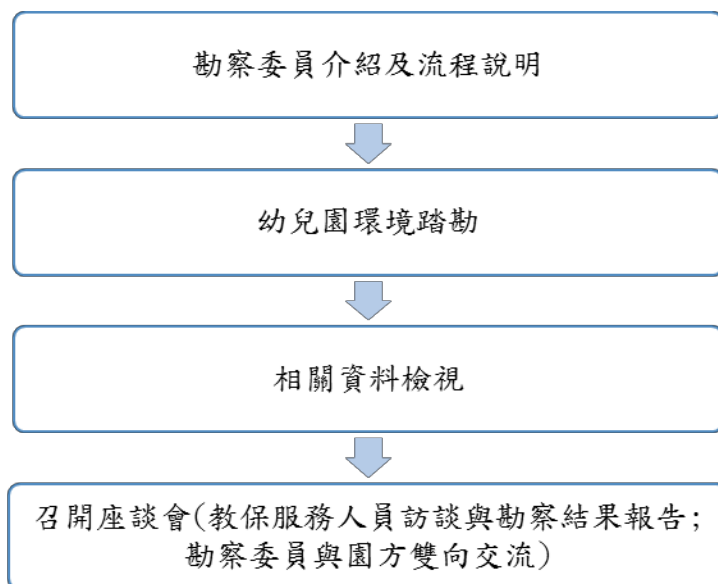 勘察委員介紹及流程說明
幼兒園環境踏勘
相關資料檢視
召開座談會(教保服務人員訪談與勘察結果報告;
勘察委員與園方雙向交流)